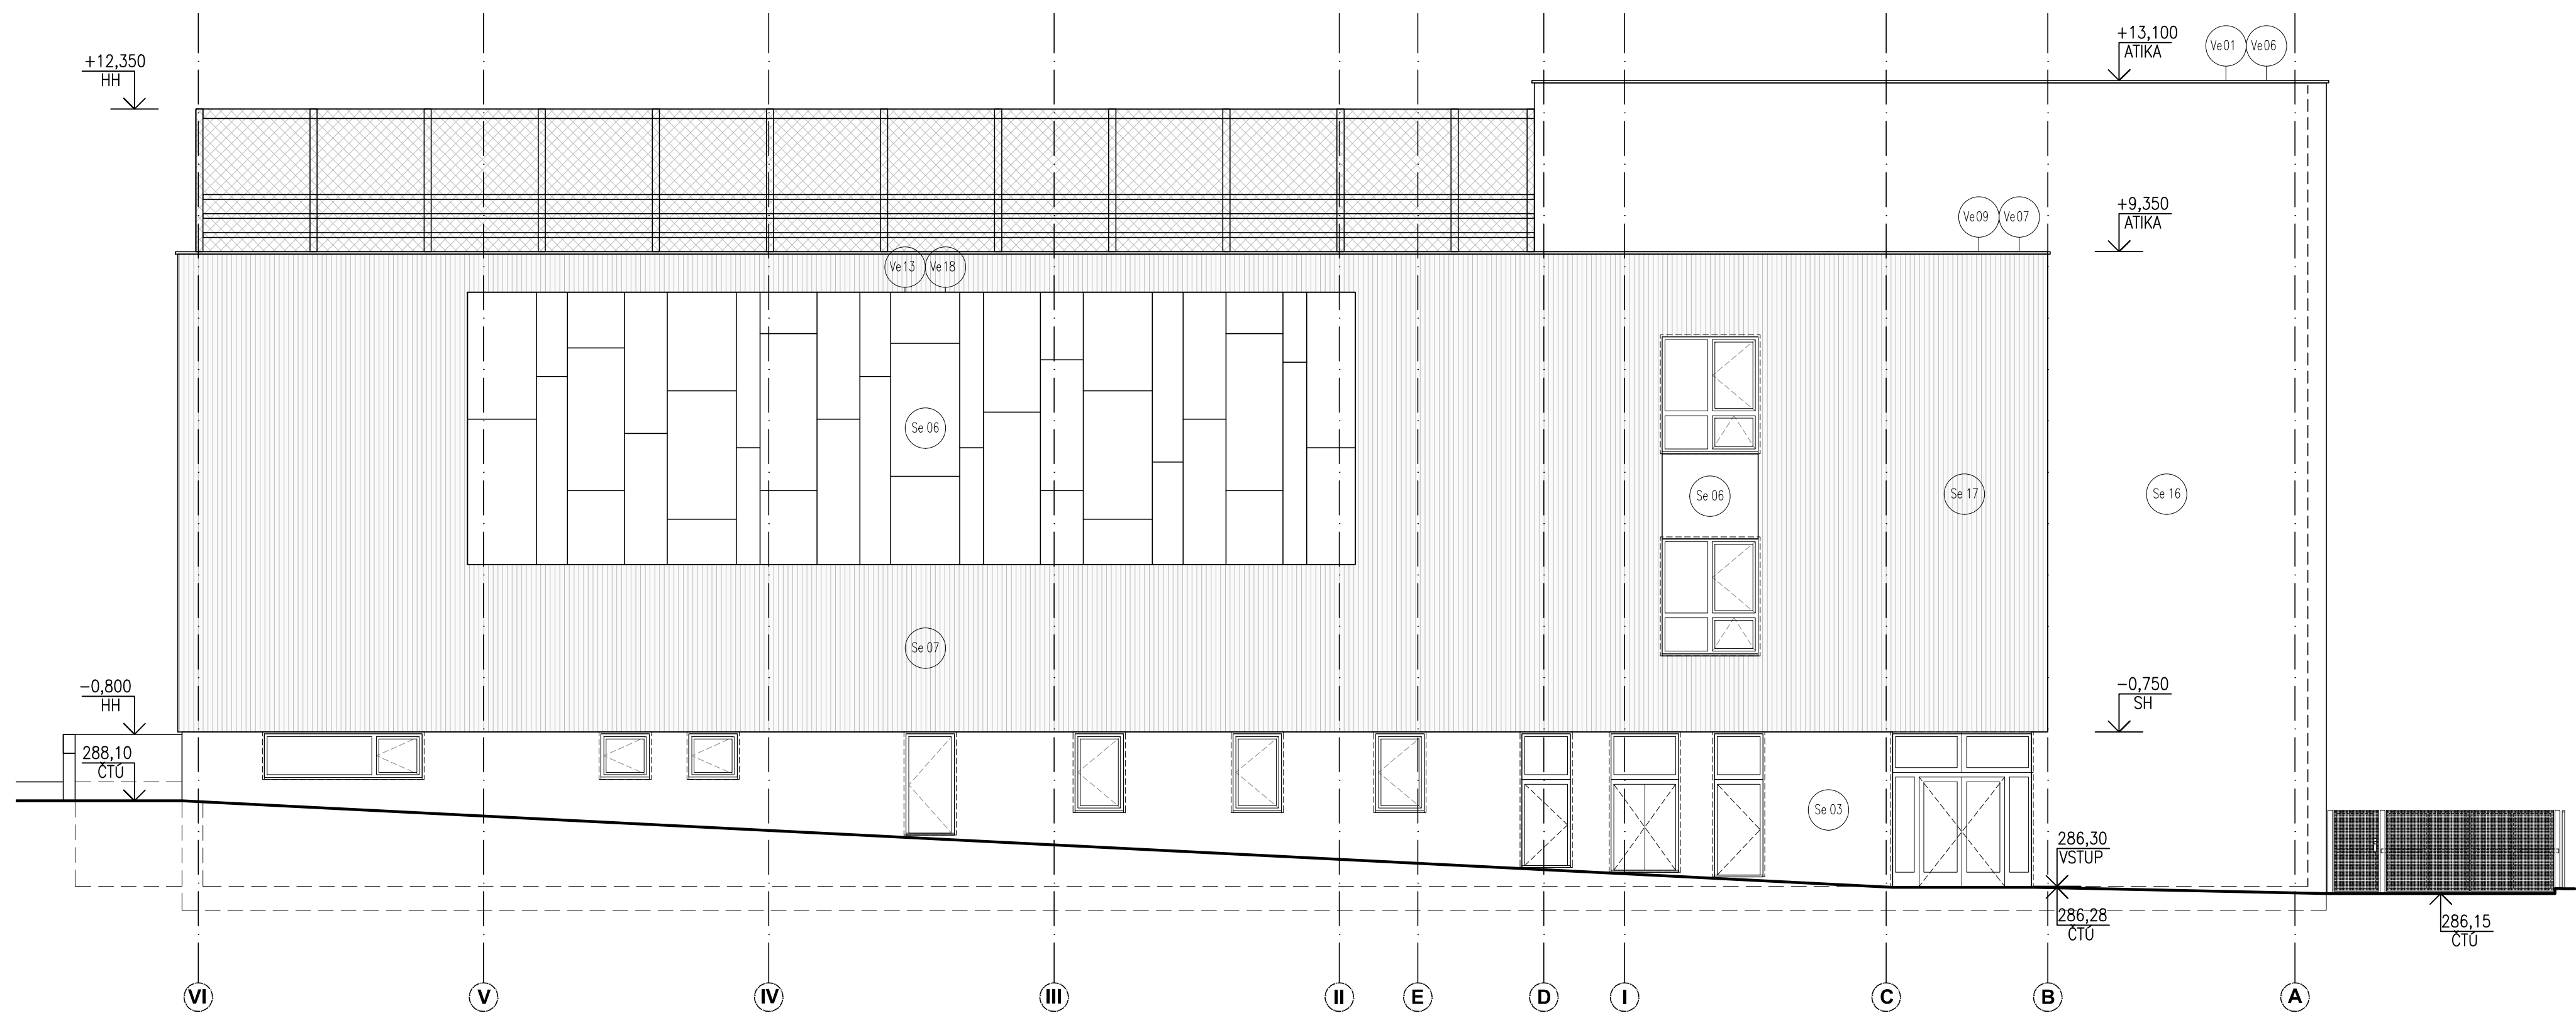 +13,100
ATIKA
Ve01 Ve06
+12,350
HH
+9,350
ATIKA
Ve09 Ve07
Ve13 Ve18
Se 06
Se 06
Se 17
Se 16
Se 07
-0,800
HH
-0,750
SH
288,10
ČTÚ
Se 03
286,30
VSTUP
286,28
ČTÚ
286,15
ČTÚ
VI V IV III II E D I C B A